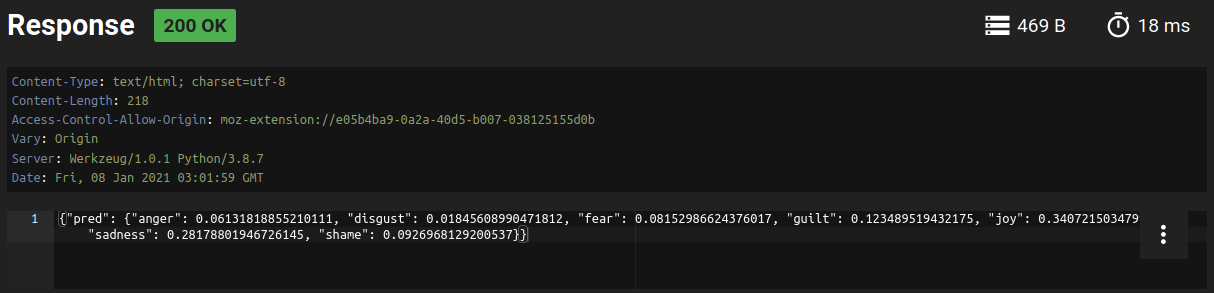 Response 200 OK 469 B 18 ms
Content-Type: text/html; charset=utf-8
Content-Length: 218
Access-Control-Allow-Origin: moz-extension://e05b4ba9-0a2a-40d5-b007-038125155d0b
Vary: Origin
Server: Werkzeug/1.0.1 Python/3.8.7
Date: Fri, 08 Jan 2021 03:01:59 GMT
1 {"pred": {"anger": 0.06131818855210111, "disgust": 0.01845608990471812, "fear": 0.08152986624376017, "guilt": 0.123489519432175, "joy": 0.340721503479
"sadness": 0.28178801946726145, "shame": 0.0926968129200537}}